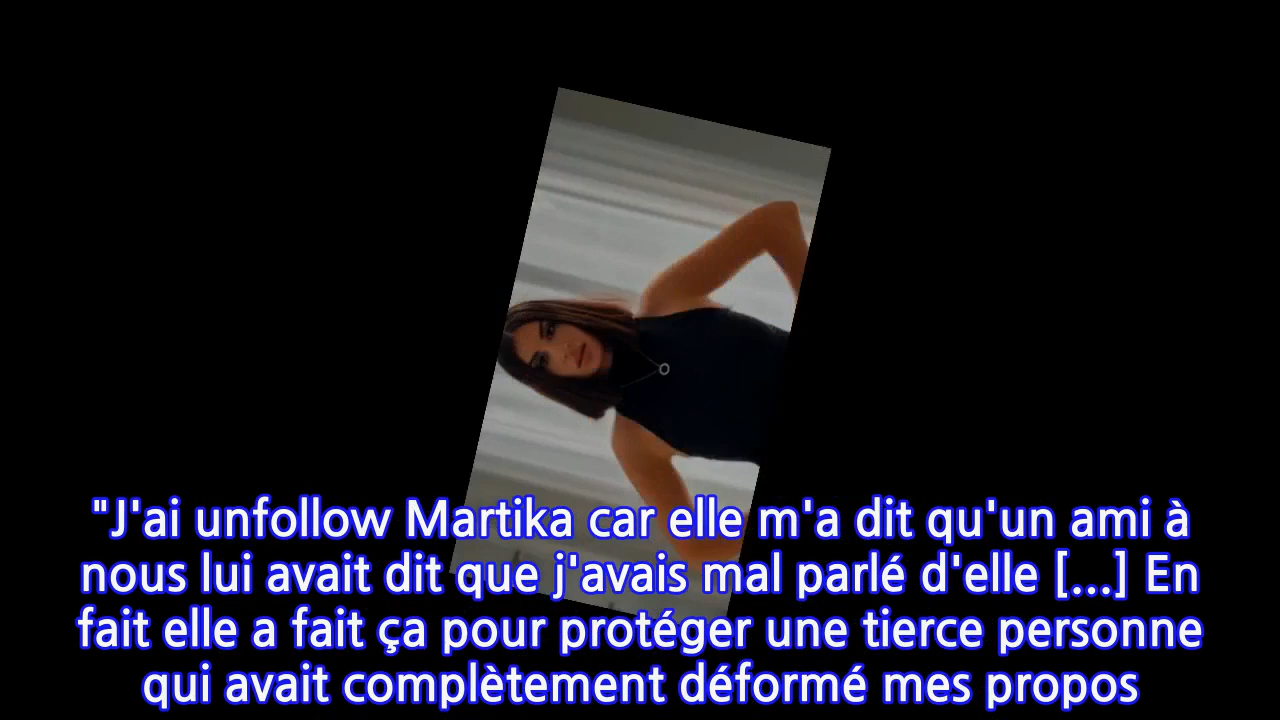 "J'ai unfollow Martika car elle m'a dit qu'un ami à
nous lui avait dit que j'avais mal parlé d'elle [...] En
fait elle a fait ça pour protéger une tierce personne
qui avait complètement déformé mes propos